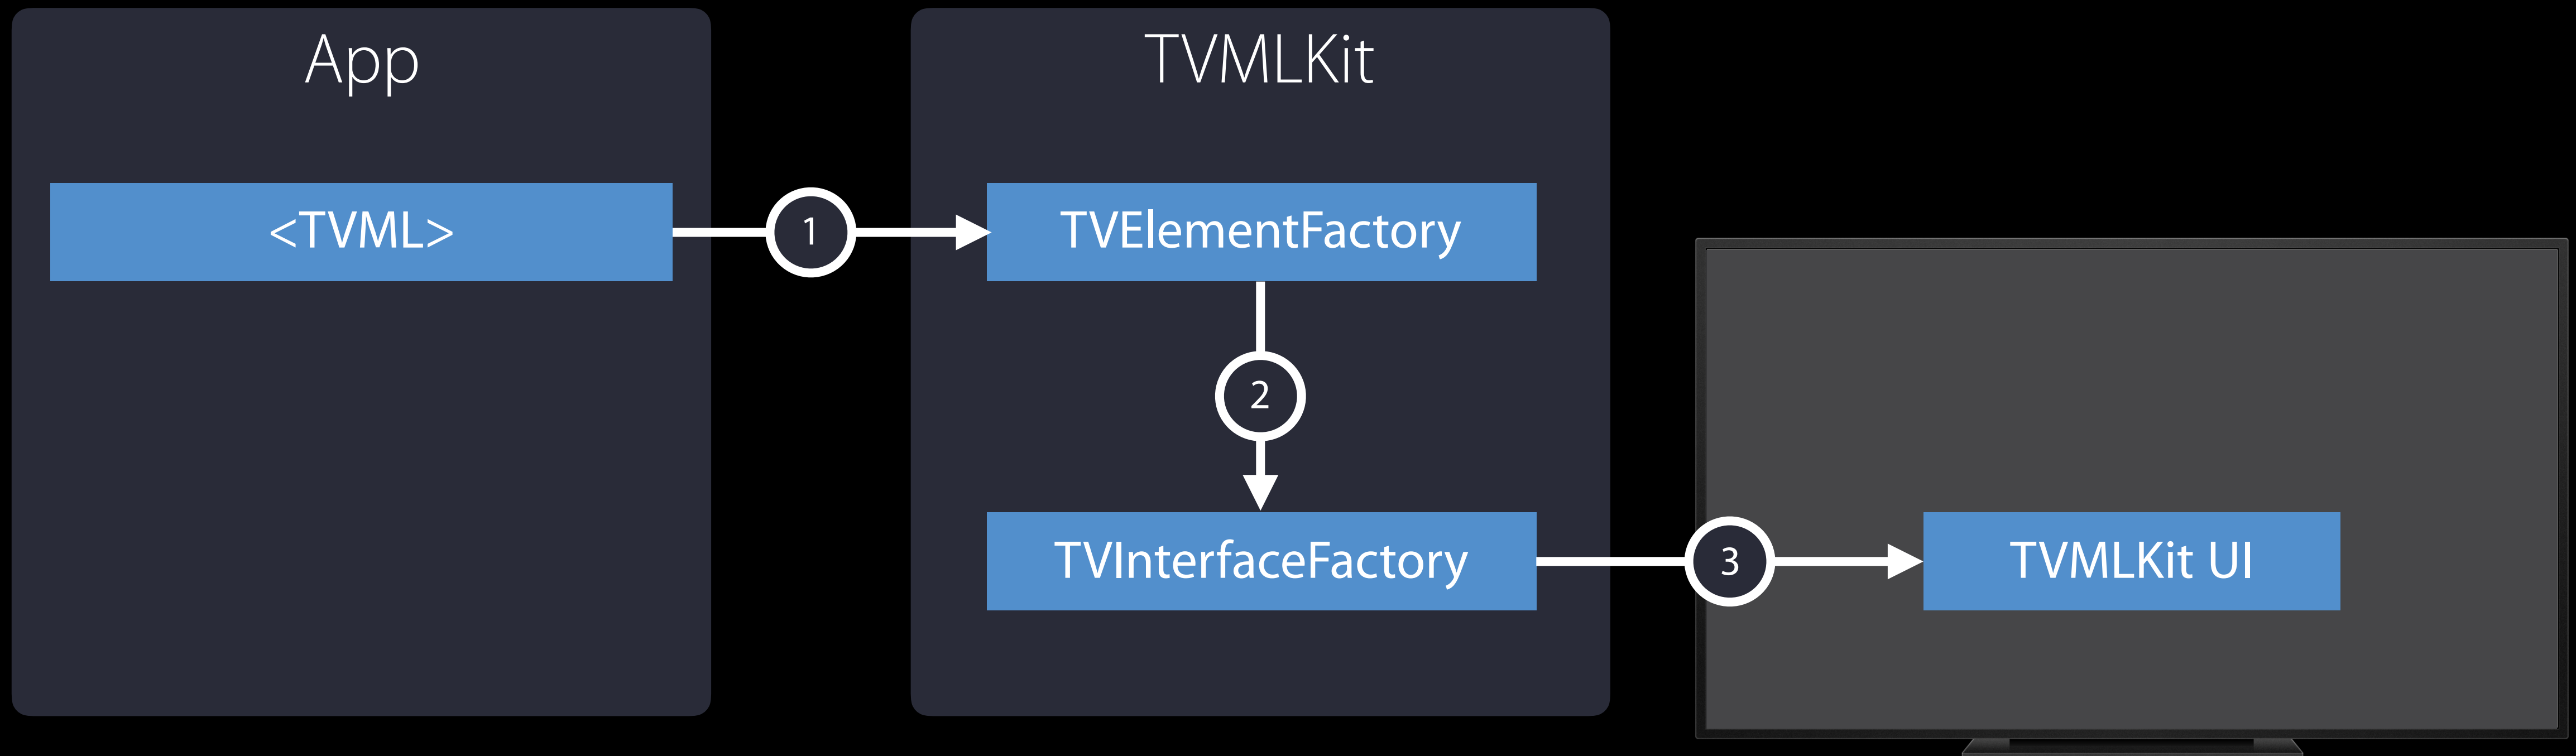 App
TVMLKit
<TVML>
1
TVElementFactory
2
TVInterfaceFactory
3
TVMLKit UI